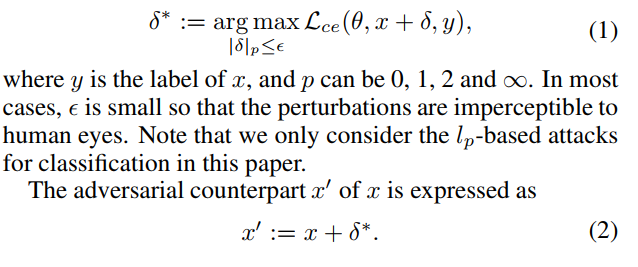 δ* := arg max L_ce(θ, x + δ, y), (1)
|δ|_p≤ϵ
where y is the label of x, and p can be 0, 1, 2 and ∞. In most
cases, ϵ is small so that the perturbations are imperceptible to
human eyes. Note that we only consider the l_p-based attacks
for classification in this paper.
The adversarial counterpart x′ of x is expressed as
x′ := x + δ*. (2)